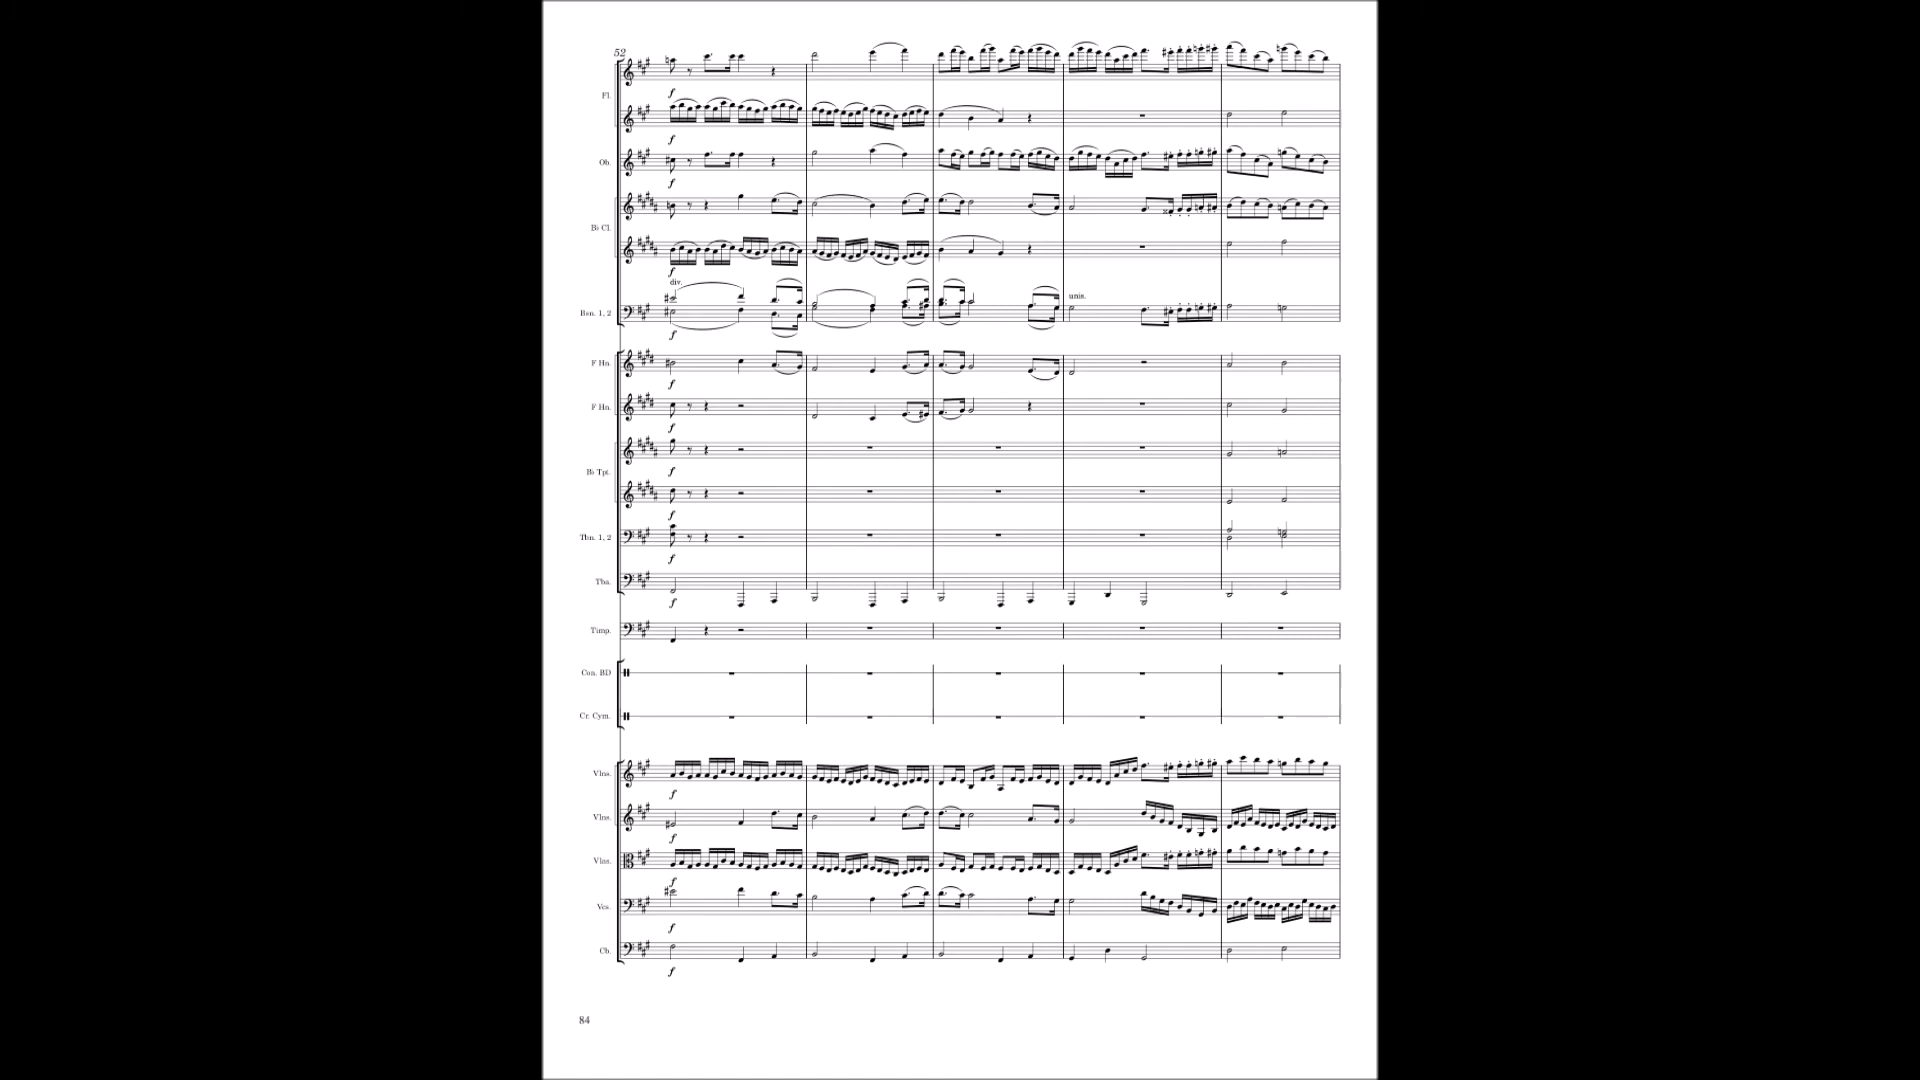 52
Fl.
f
f
Ob.
f
B♭ Cl.
f
div.
unis.
Bsn. 1, 2
f
F Hn.
f
F Hn.
f
B♭ Tpt.
f
f
Tbn. 1, 2
f
Tba.
f
Timp.
Con. BD
Cr. Cym.
Vlns.
f
Vlns.
f
Vlas.
f
Vcs.
f
Cb.
f
84